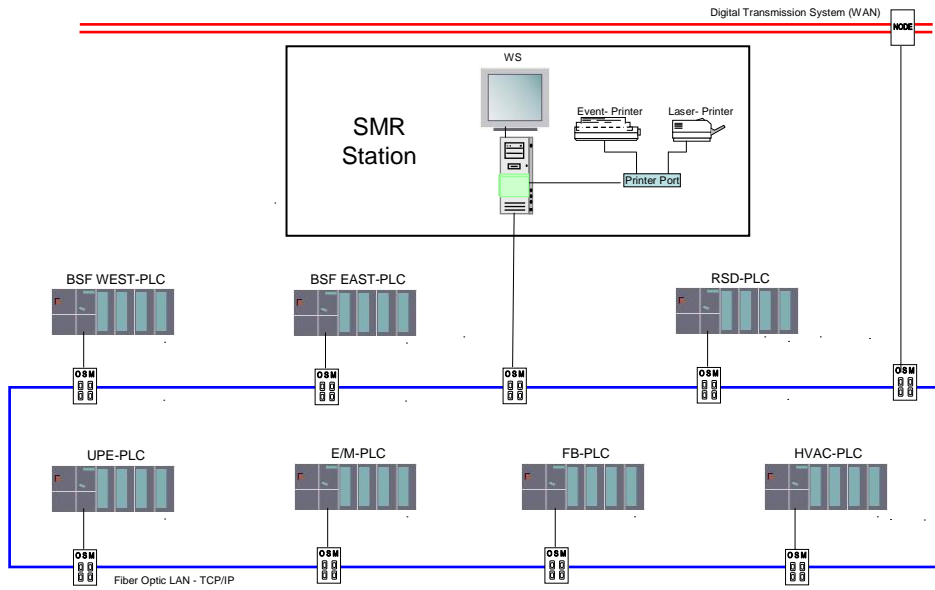 Digital Transmission System (WAN)
NODE
WS
SMR
Station
Event- Printer
Laser- Printer
Printer Port
BSF WEST-PLC
BSF EAST-PLC
RSD-PLC
OSM
OSM
OSM
OSM
OSM
UPE-PLC
E/M-PLC
FB-PLC
HVAC-PLC
OSM
OSM
OSM
OSM
Fiber Optic LAN - TCP/IP